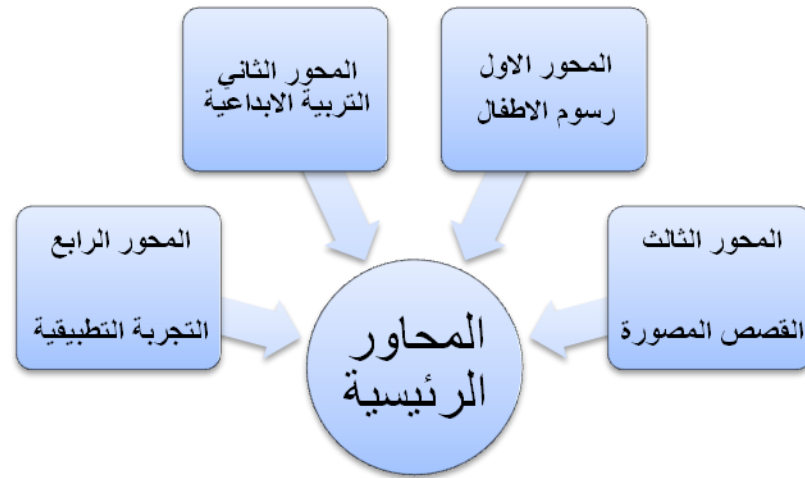 المحور الاول
رسوم الاطفال
المحور الثاني
التربية الابداعية
المحور الثالث
القصص المصورة
المحور الرابع
التجربة التطبيقية
المحاور
الرئيسية